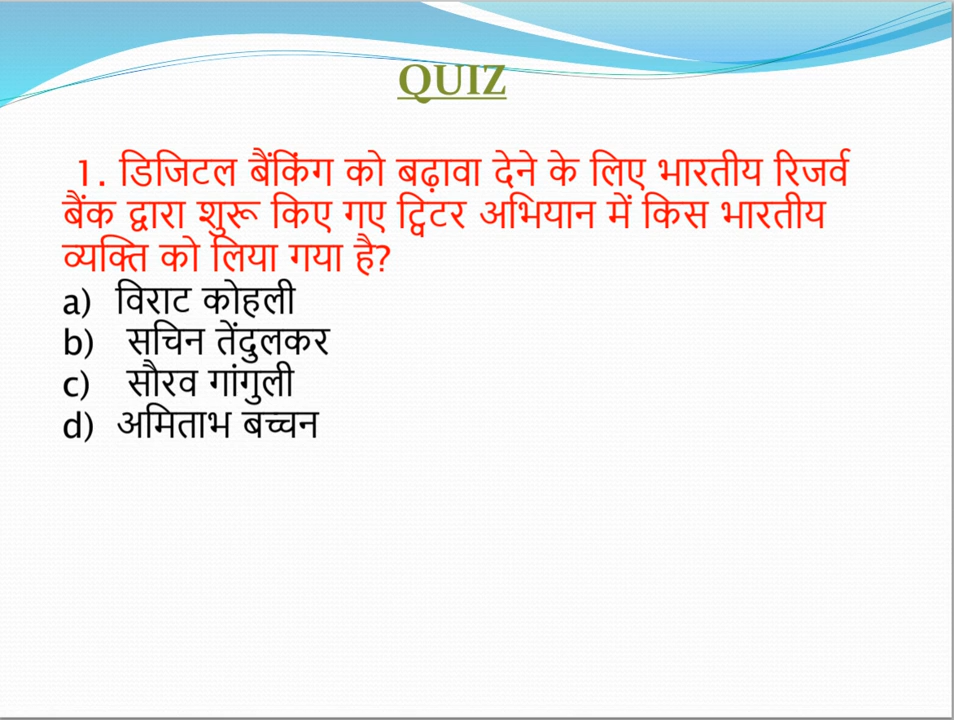 QUIZ
1. डिजिटल बैंकिंग को बढ़ावा देने के लिए भारतीय रिजर्व
बैंक द्वारा शुरू किए गए ट्विटर अभियान में किस भारतीय
व्यक्ति को लिया गया है?
a) विराट कोहली
b) सचिन तेंदुलकर
c) सौरव गांगुली
d) अमिताभ बच्चन